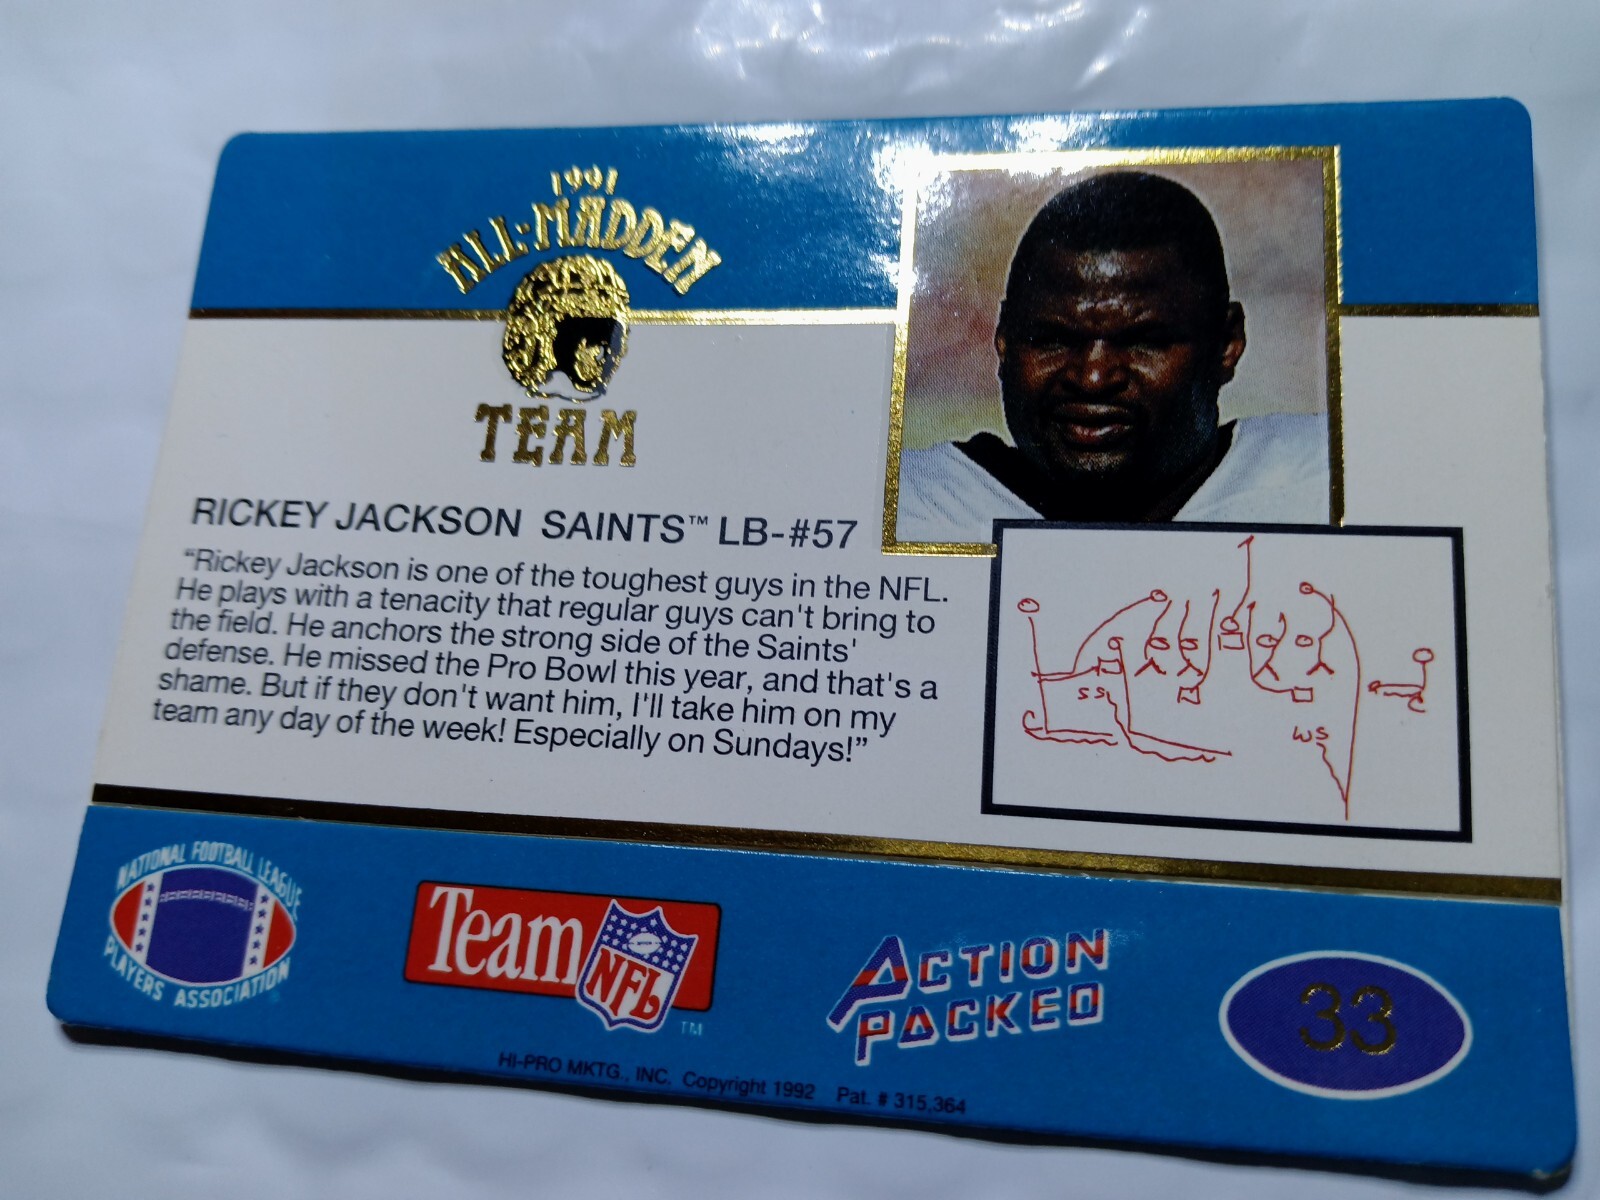 1991
ALL-MADDEN
TEAM
RICKEY JACKSON SAINTS™ LB-#57
“Rickey Jackson is one of the toughest guys in the NFL.
He plays with a tenacity that regular guys can't bring to
the field. He anchors the strong side of the Saints'
defense. He missed the Pro Bowl this year, and that's a
shame. But if they don't want him, I'll take him on my
team any day of the week! Especially on Sundays!”
SS
C
WS
C
NATIONAL FOOTBALL LEAGUE
PLAYERS ASSOCIATION
Team
NFL
TM
ACTION
PACKED
33
HI-PRO MKTG., INC. Copyright 1992 Pat. # 315,364